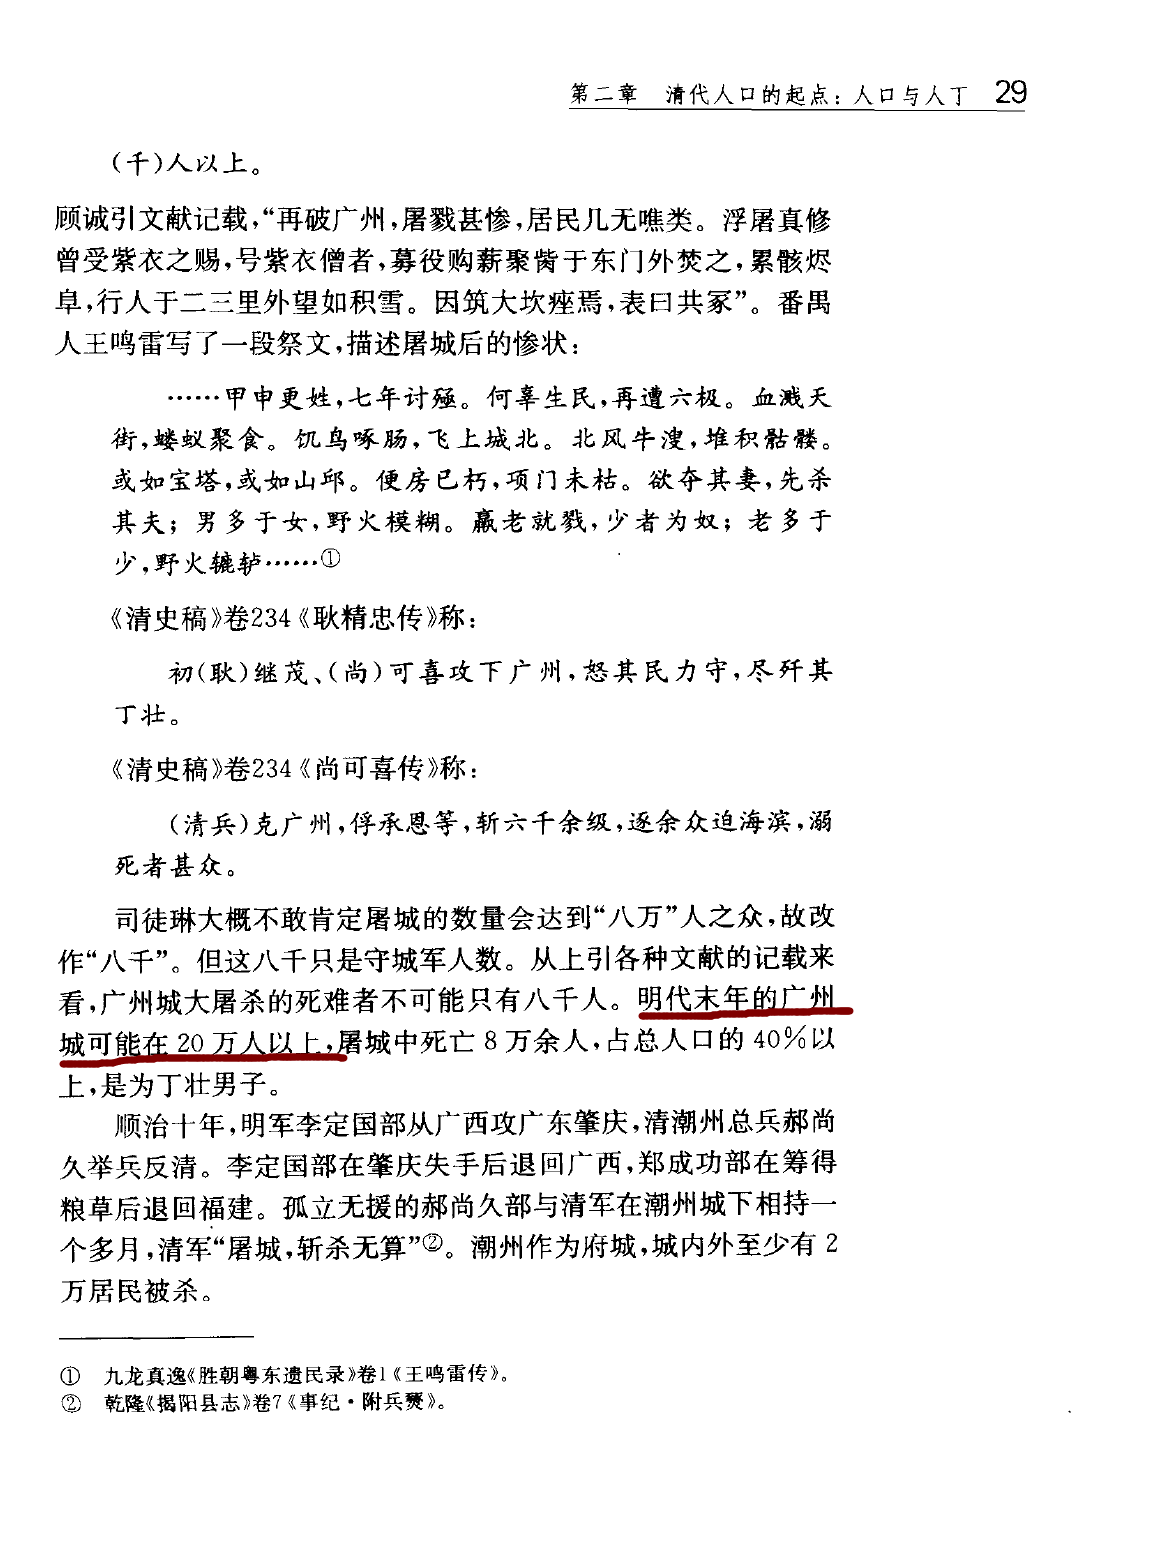 第二章 清代人口的起点：人口与人丁 29
（千）人以上。
顾诚引文献记载，“再破广州，屠戮甚惨，居民几无噍类。浮屠真修
曾受紫衣之赐，号紫衣僧者，募役购薪聚胔于东门外焚之，累骸烬
阜，行人于二三里外望如积雪。因筑大坎痤焉，表曰共冢”。番禺
人王鸣雷写了一段祭文，描述屠城后的惨状：
……甲申更姓，七年讨殛。何辜生民，再遭六极。血溅天
街，蝼蚁聚食。饥鸟啄肠，飞上城北。北风牛溲，堆积骷髅。
或如宝塔，或如山邱。便房已朽，项门未枯。欲夺其妻，先杀
其夫；男多于女，野火模糊。羸老就戮，少者为奴；老多于
少，野火辘轳……①
《清史稿》卷234《耿精忠传》称：
初（耿）继茂、（尚）可喜攻下广州，怒其民力守，尽歼其
丁壮。
《清史稿》卷234《尚可喜传》称：
（清兵）克广州，俘承恩等，斩六千余级，逐余众迫海滨，溺
死者甚众。
司徒琳大概不敢肯定屠城的数量会达到“八万”人之众，故改
作“八千”。但这八千只是守城军人数。从上引各种文献的记载来
看，广州城大屠杀的死难者不可能只有八千人。明代末年的广州
城可能在20万人以上，屠城中死亡8万余人，占总人口的40％以
上，是为丁壮男子。
顺治十年，明军李定国部从广西攻广东肇庆，清潮州总兵郝尚
久举兵反清。李定国部在肇庆失手后退回广西，郑成功部在筹得
粮草后退回福建。孤立无援的郝尚久部与清军在潮州城下相持一
个多月，清军“屠城，斩杀无算”②。潮州作为府城，城内外至少有2
万居民被杀。
① 九龙真逸《胜朝粤东遗民录》卷1《王鸣雷传》。
② 乾隆《揭阳县志》卷7《事纪·附兵燹》。